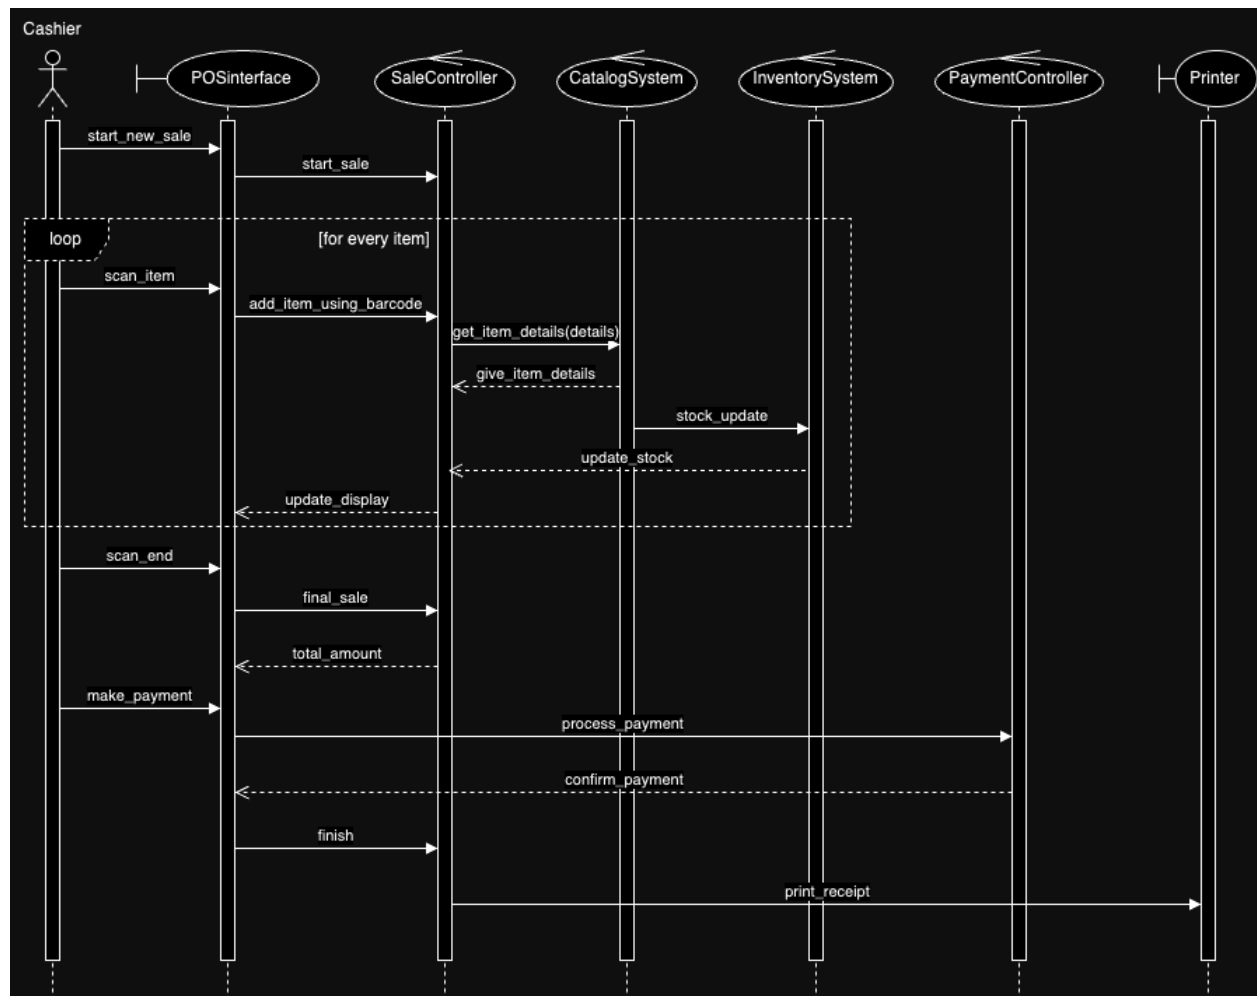 Cashier
POSinterface
SaleController
CatalogSystem
InventorySystem
PaymentController
Printer
start_new_sale
start_sale
loop
[for every item]
scan_item
add_item_using_barcode
get_item_details(details)
give_item_details
stock_update
update_stock
update_display
scan_end
final_sale
total_amount
make_payment
process_payment
confirm_payment
finish
print_receipt